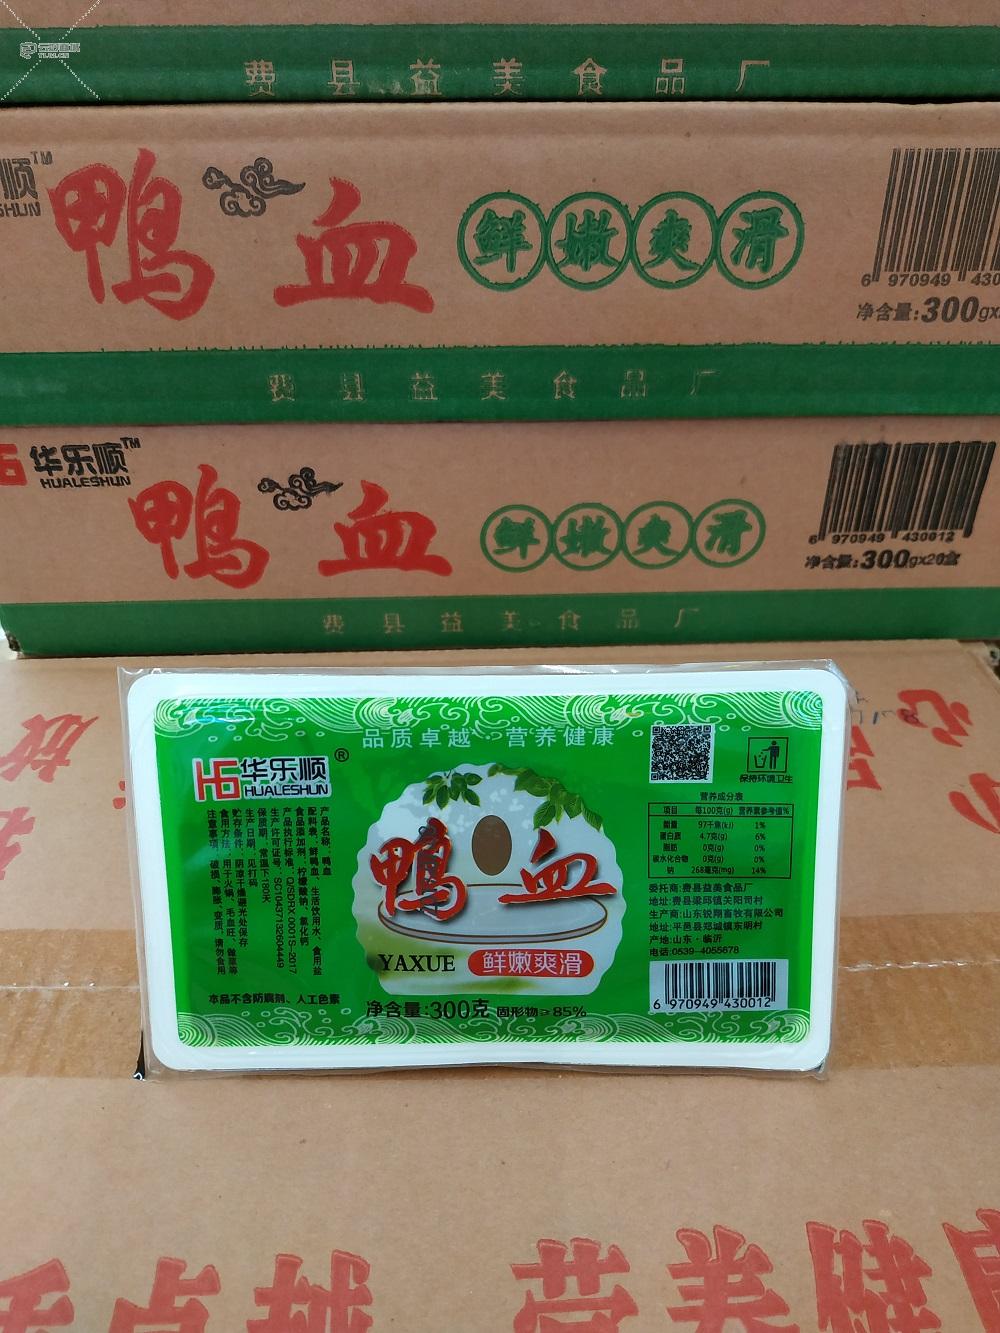 费县益美食品厂
顺™
SHUN
鸭血
鲜嫩爽滑
6 970949 430
净含量:300gx
费县益美食品厂
华乐顺™
HUALESHUN
鸭血
鲜嫩爽滑
6 970949 430012
净含量:300gx20盒
费县益美食品厂
品质卓越 营养健康
华乐顺®
HUALESHUN
产品名称:鸭血
配料表:鲜鸭血、生活饮用水、食用盐
食品添加剂:柠檬酸钠、氯化钙
产品执行标准:Q/SDRX 0001S-2017
生产许可证号:SC10437132604449
保质期:常温下180天
生产日期:见打码
贮存条件:阴凉干燥避光处保存
食用方法:用于火锅、毛血旺、做菜等
注意事项:破损、膨胀、变质,请勿食用
本品不含防腐剂、人工色素
鸭血
YAXUE 鲜嫩爽滑
净含量:300克 固形物≥85%
保持环境卫生
营养成分表
项目 每100克(g) 营养素参考值%
能量 97千焦(kJ) 1%
蛋白质 4.7克(g) 6%
脂肪 0克(g) 0%
碳水化合物 0克(g) 0%
钠 268毫克(mg) 14%
委托商:费县益美食品厂
地址:费县梁邱镇关阳司村
生产商:山东锐翔畜牧有限公司
地址:平邑县郑城镇东明村
产地:山东·临沂
电话:0539-4055678
6 970949 430012
卓越 营养健康